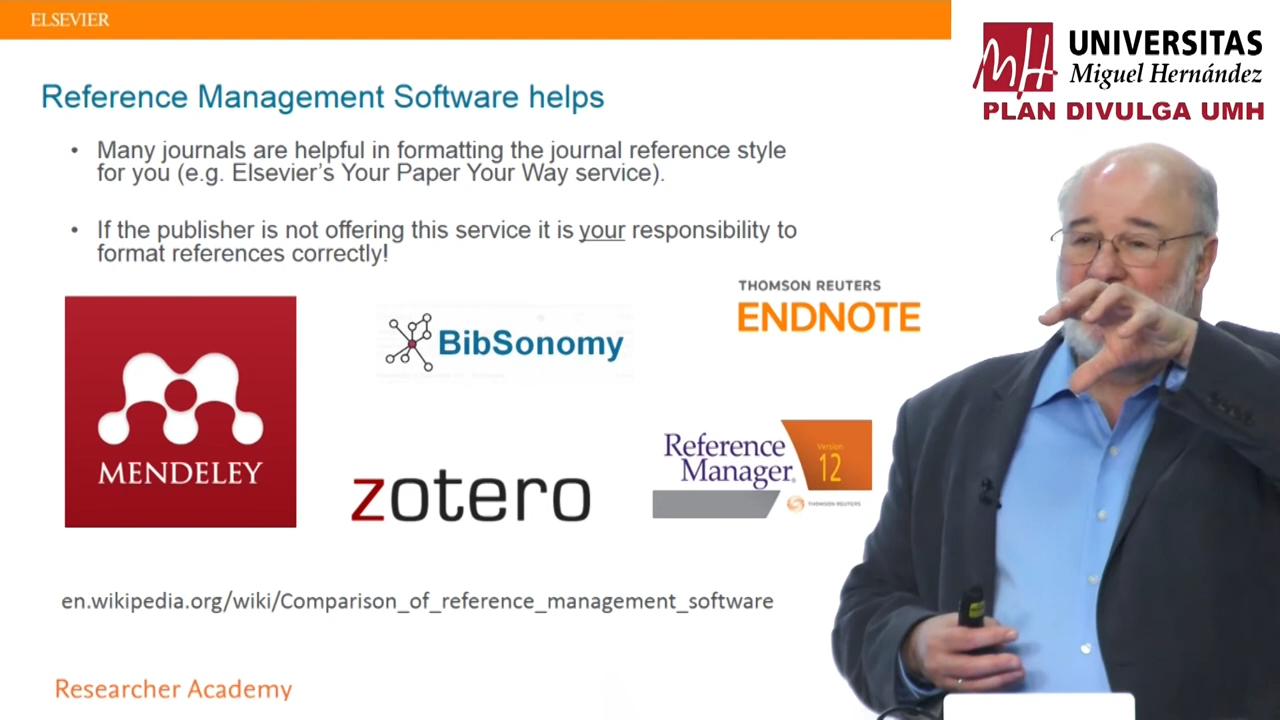 ELSEVIER
UNIVERSITAS
Miguel Hernández
PLAN DIVULGA UMH
Reference Management Software helps
• Many journals are helpful in formatting the journal reference style
for you (e.g. Elsevier's Your Paper Your Way service).
• If the publisher is not offering this service it is your responsibility to
format references correctly!
MENDELEY
BibSonomy
THOMSON REUTERS
ENDNOTE
zotero
Reference
Manager®
Version
12
THOMSON REUTERS
en.wikipedia.org/wiki/Comparison_of_reference_management_software
Researcher Academy